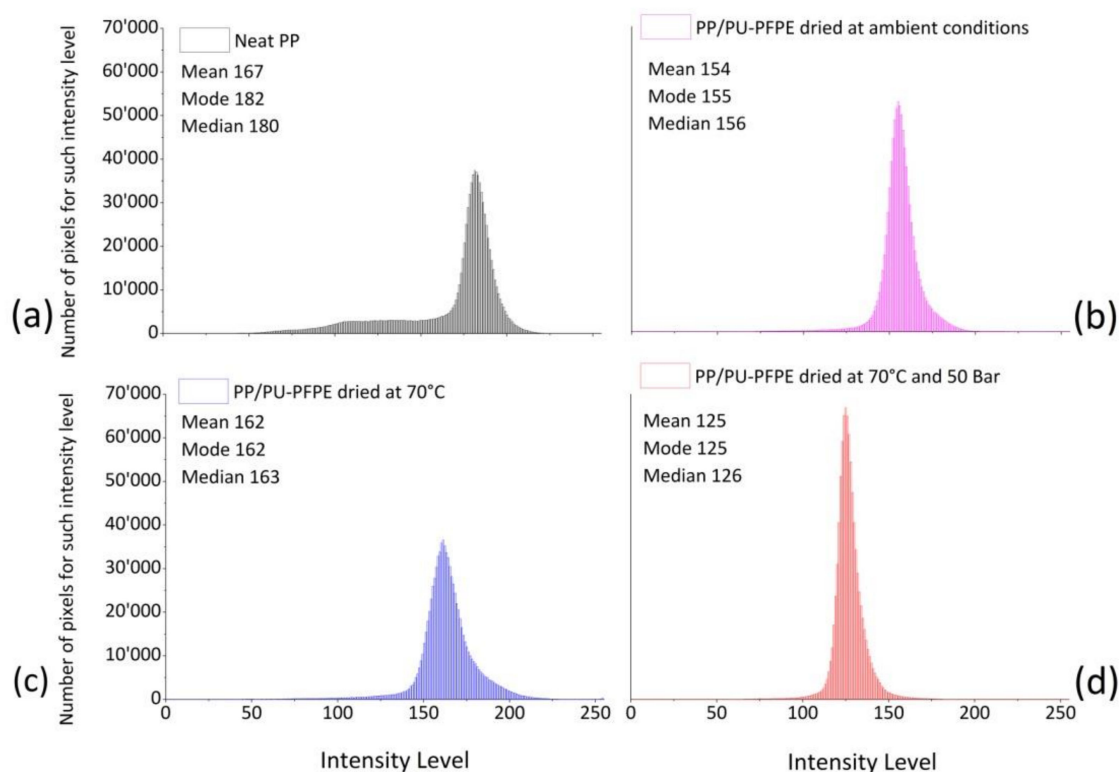 70'000
60'000
50'000
40'000
30'000
20'000
10'000
0
Number of pixels for such intensity level
Neat PP
Mean 167
Mode 182
Median 180
(a)
PP/PU-PFPE dried at ambient conditions
Mean 154
Mode 155
Median 156
(b)
70'000
60'000
50'000
40'000
30'000
20'000
10'000
0
Number of pixels for such intensity level
PP/PU-PFPE dried at 70°C
Mean 162
Mode 162
Median 163
(c)
0 50 100 150 200 250
Intensity Level
PP/PU-PFPE dried at 70°C and 50 Bar
Mean 125
Mode 125
Median 126
(d)
0 50 100 150 200 250
Intensity Level